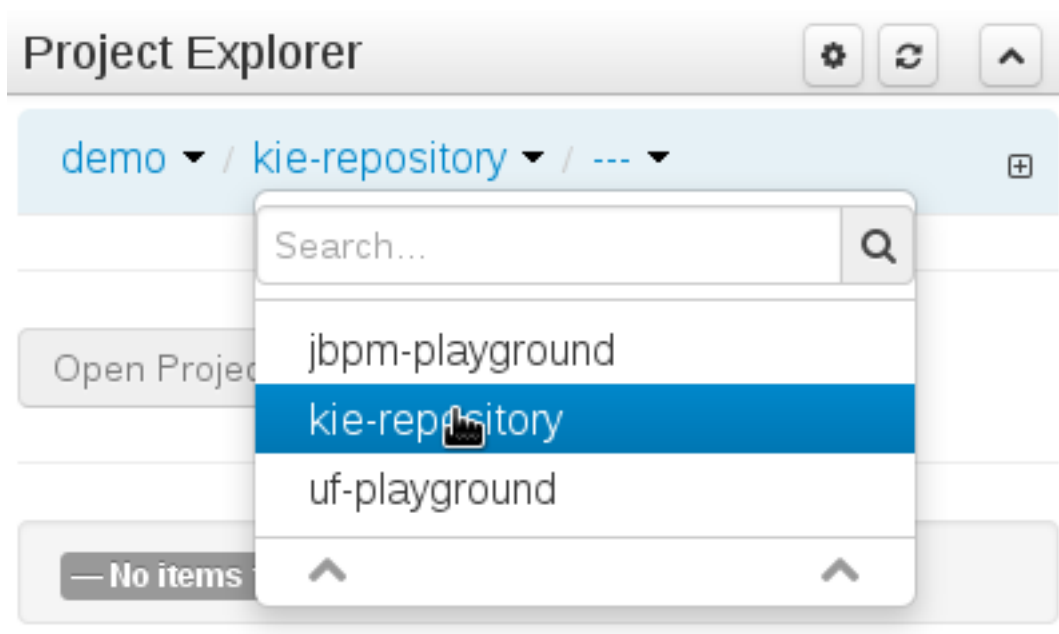 Project Explorer
demo / kie-repository / ---
Search...
jbpm-playground
Open Projec
kie-repository
uf-playground
— No items